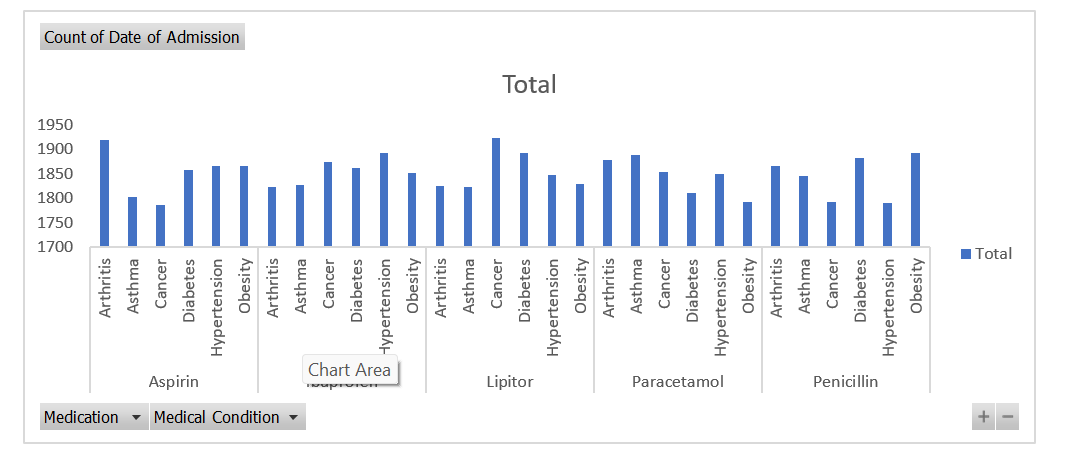 Count of Date of Admission
Total
1950
1900
1850
1800
1750
1700
Arthritis
Asthma
Cancer
Diabetes
Hypertension
Obesity
Arthritis
Asthma
Cancer
Diabetes
Hypertension
Obesity
Arthritis
Asthma
Cancer
Diabetes
Hypertension
Obesity
Arthritis
Asthma
Cancer
Diabetes
Hypertension
Obesity
Arthritis
Asthma
Cancer
Diabetes
Hypertension
Obesity
Total
Chart Area
Aspirin
Lipitor
Paracetamol
Penicillin
Medication
Medical Condition
+
−